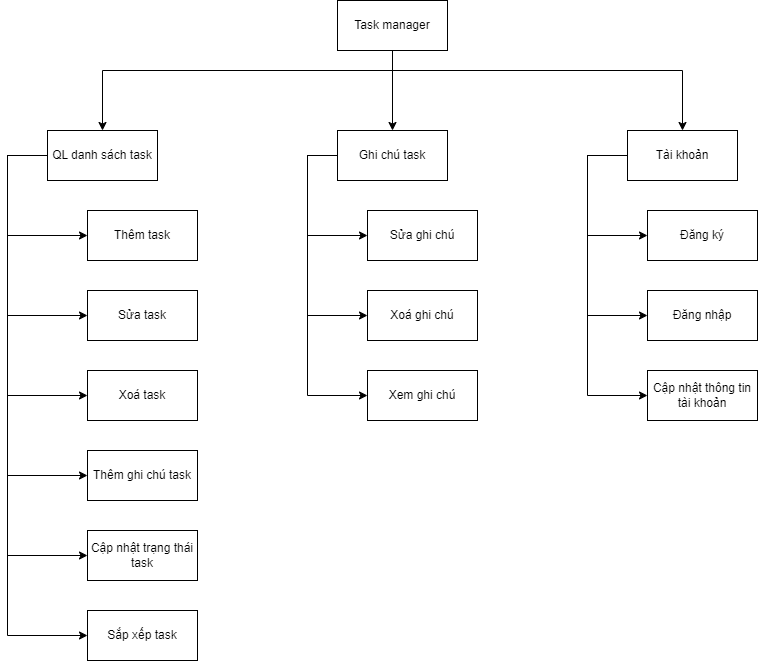 Task manager
QL danh sách task
Ghi chú task
Tài khoản
Thêm task
Sửa ghi chú
Đăng ký
Sửa task
Xoá ghi chú
Đăng nhập
Xoá task
Xem ghi chú
Cập nhật thông tin
tài khoản
Thêm ghi chú task
Cập nhật trạng thái
task
Sắp xếp task